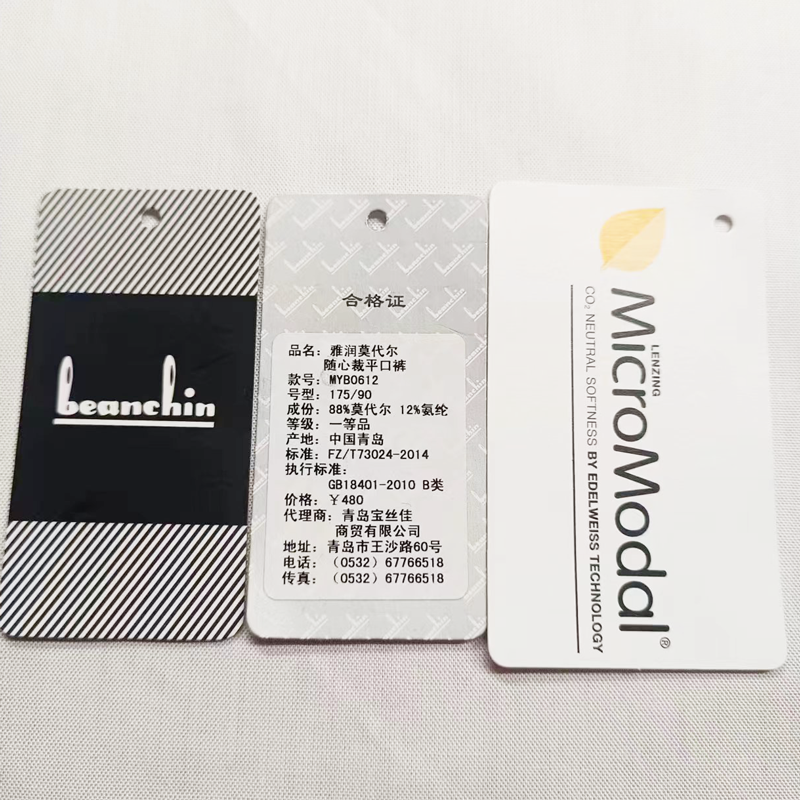 beanchin
合格证
品名：雅润莫代尔
随心裁平口裤
款号：MYB0612
号型：175/90
成份：88%莫代尔 12%氨纶
等级：一等品
产地：中国青岛
标准：FZ/T73024-2014
执行标准：
GB18401-2010 B类
价格：￥480
代理商：青岛宝丝佳
商贸有限公司
地址：青岛市王沙路60号
电话：（0532）67766518
传真：（0532）67766518
LENZING
MicroModal®
CO₂ NEUTRAL SOFTNESS BY EDELWEISS TECHNOLOGY